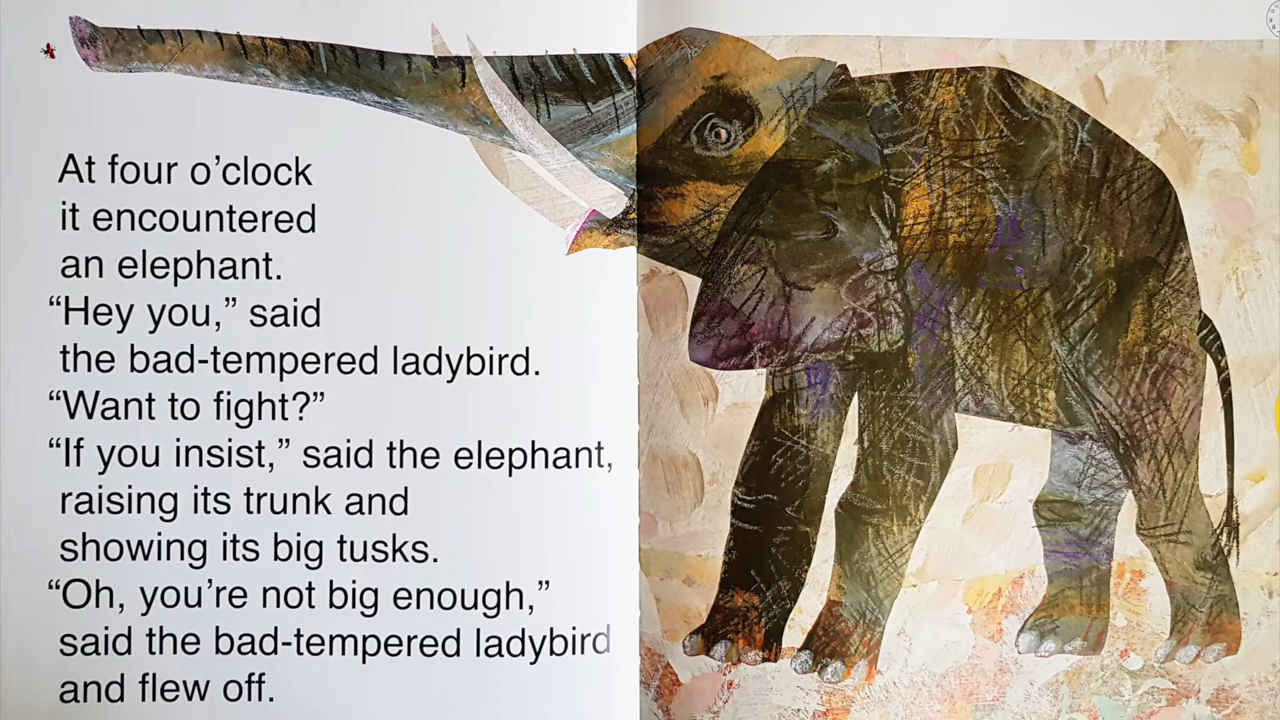 At four o’clock
it encountered
an elephant.
“Hey you,” said
the bad-tempered ladybird.
“Want to fight?”
“If you insist,” said the elephant,
raising its trunk and
showing its big tusks.
“Oh, you’re not big enough,”
said the bad-tempered ladybird
and flew off.